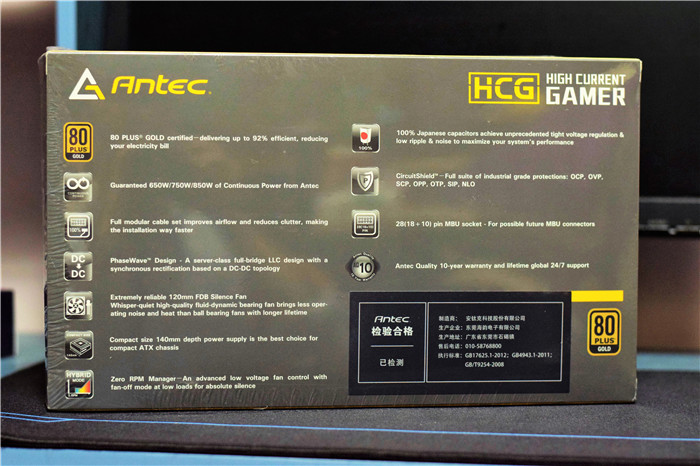 Antec
HCG HIGH CURRENT
GAMER
80
PLUS
GOLD
80 PLUS® GOLD certified—delivering up to 92% efficient, reducing
your electricity bill
Guaranteed 650W/750W/850W of Continuous Power from Antec
100%
Full modular cable set improves airflow and reduces clutter, making
the installation way faster
DC
DC
PhaseWave™ Design - A server-class full-bridge LLC design with a
synchronous rectification based on a DC-DC topology
Extremely reliable 120mm FDB Silence Fan
Whisper-quiet high-quality fluid-dynamic bearing fan brings less oper-
ating noise and heat than ball bearing fans with longer lifetime
Compact size 140mm depth power supply is the best choice for
compact ATX chassis
HYBRID
MODE
Zero RPM Manager—An advanced low voltage fan control with
fan-off mode at low loads for absolute silence
100%
100% Japanese capacitors achieve unprecedented tight voltage regulation &
low ripple & noise to maximize your system's performance
CircuitShield™—Full suite of industrial grade protections: OCP, OVP,
SCP, OPP, OTP, SIP, NLO
28(18+10) pin MBU socket - For possible future MBU connectors
10
Antec Quality 10-year warranty and lifetime global 24/7 support
Antec
检验合格
已检测
制造商： 安钛克科技股份有限公司
生产企业：东莞海韵电子有限公司
生产地址：广东省东莞市石碣镇
售后电话：010-58768800
执行标准：GB17625.1-2012；GB4943.1-2011；
GB/T9254-2008
80
PLUS
GOLD